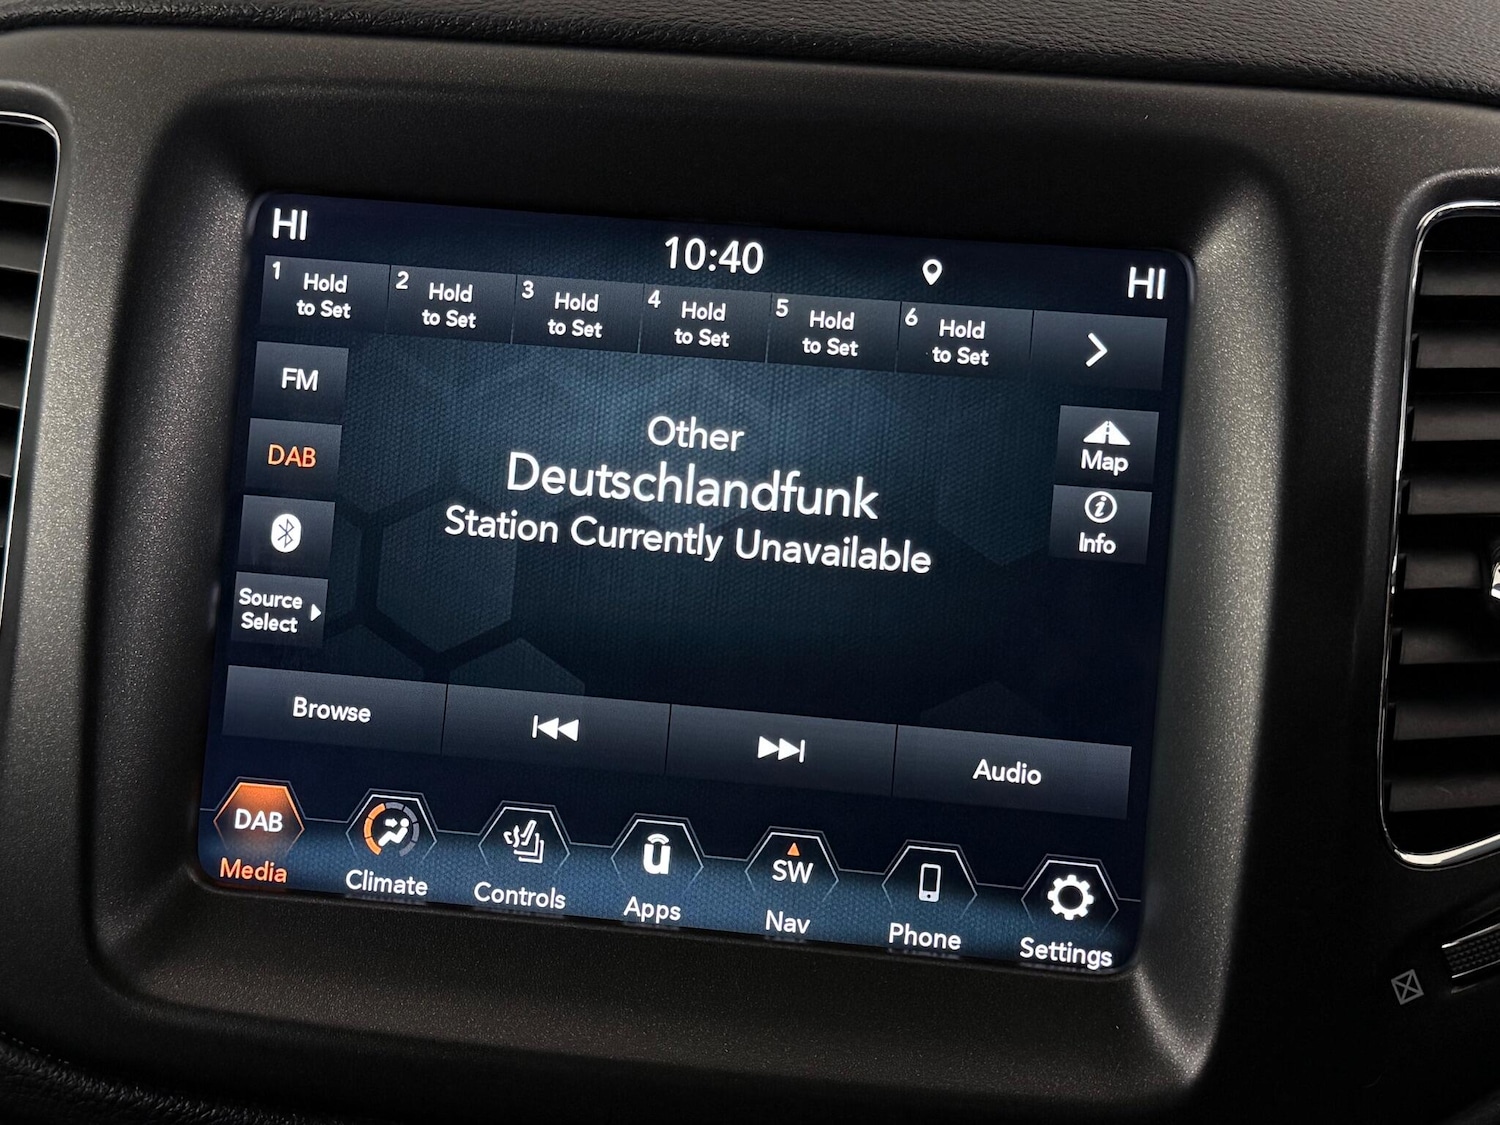 HI
10:40
HI
1 Hold
to Set
2 Hold
to Set
3 Hold
to Set
4 Hold
to Set
5 Hold
to Set
6 Hold
to Set
FM
DAB
Source
Select
Other
Deutschlandfunk
Station Currently Unavailable
Map
Info
Browse
Audio
DAB
Media
Climate
Controls
ū
Apps
SW
Nav
Phone
Settings